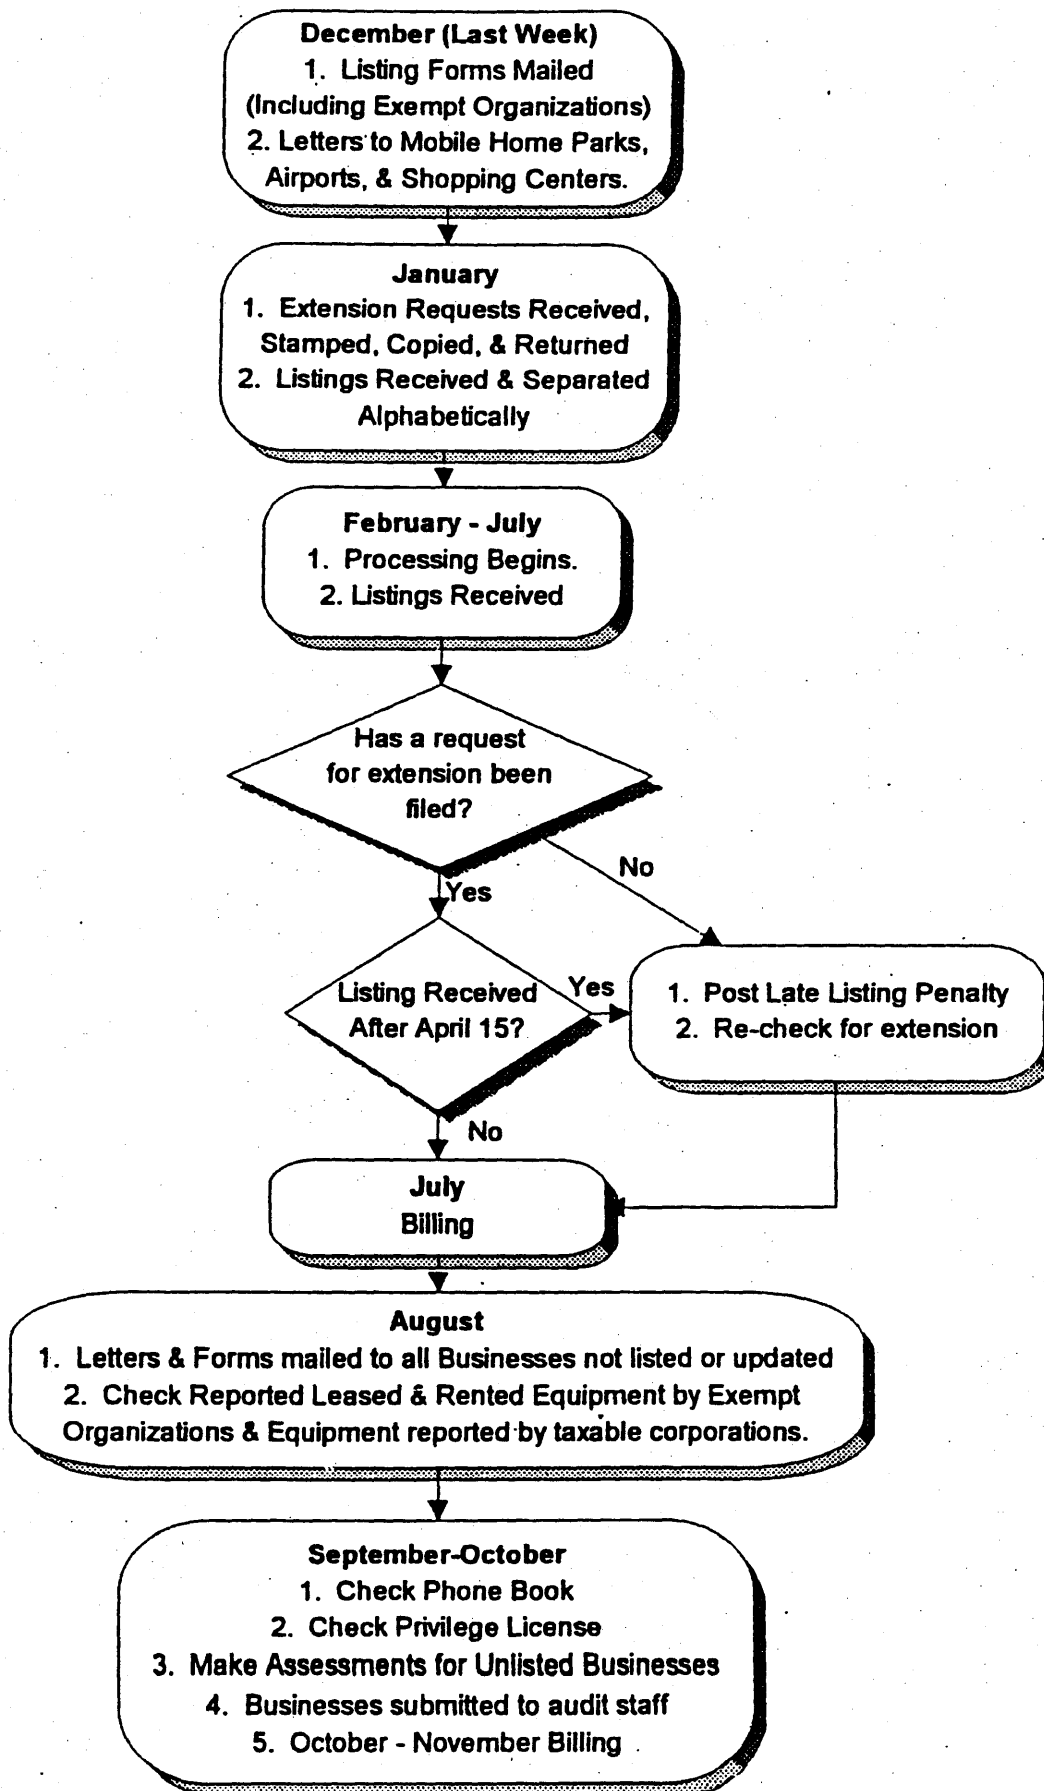 December (Last Week)
1. Listing Forms Mailed
(Including Exempt Organizations)
2. Letters to Mobile Home Parks,
Airports, & Shopping Centers.
January
1. Extension Requests Received,
Stamped, Copied, & Returned
2. Listings Received & Separated
Alphabetically
February - July
1. Processing Begins.
2. Listings Received
Has a request
for extension been
filed?
No
Yes
Listing Received
After April 15?
Yes
1. Post Late Listing Penalty
2. Re-check for extension
No
July
Billing
August
1. Letters & Forms mailed to all Businesses not listed or updated
2. Check Reported Leased & Rented Equipment by Exempt
Organizations & Equipment reported by taxable corporations.
September-October
1. Check Phone Book
2. Check Privilege License
3. Make Assessments for Unlisted Businesses
4. Businesses submitted to audit staff
5. October - November Billing